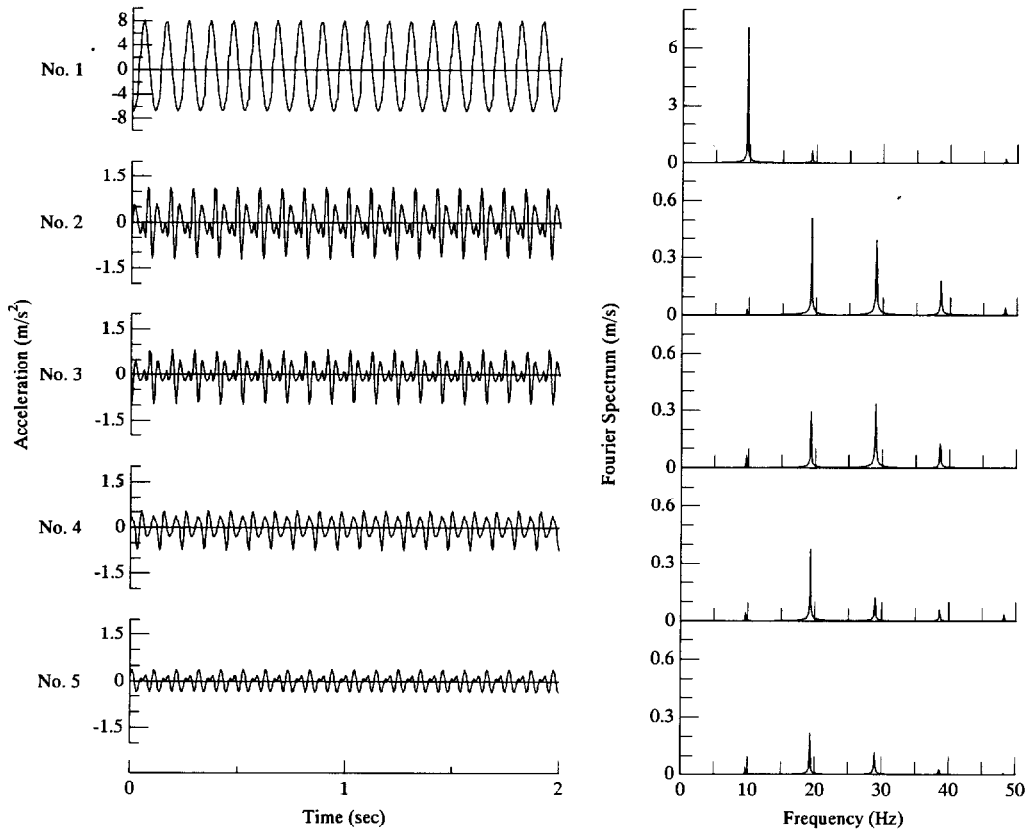 No. 1
8
4
0
-4
-8
7
3
0
No. 2
1.5
0
-1.5
0.6
0.3
0
Acceleration (m/s²)
Fourier Spectrum (m/s)
No. 3
1.5
0
-1.5
0.6
0.3
0
No. 4
1.5
0
-1.5
0.6
0.3
0
No. 5
1.5
0
-1.5
0.6
0.3
0
0 1 2
Time (sec)
0 10 20 30 40 50
Frequency (Hz)